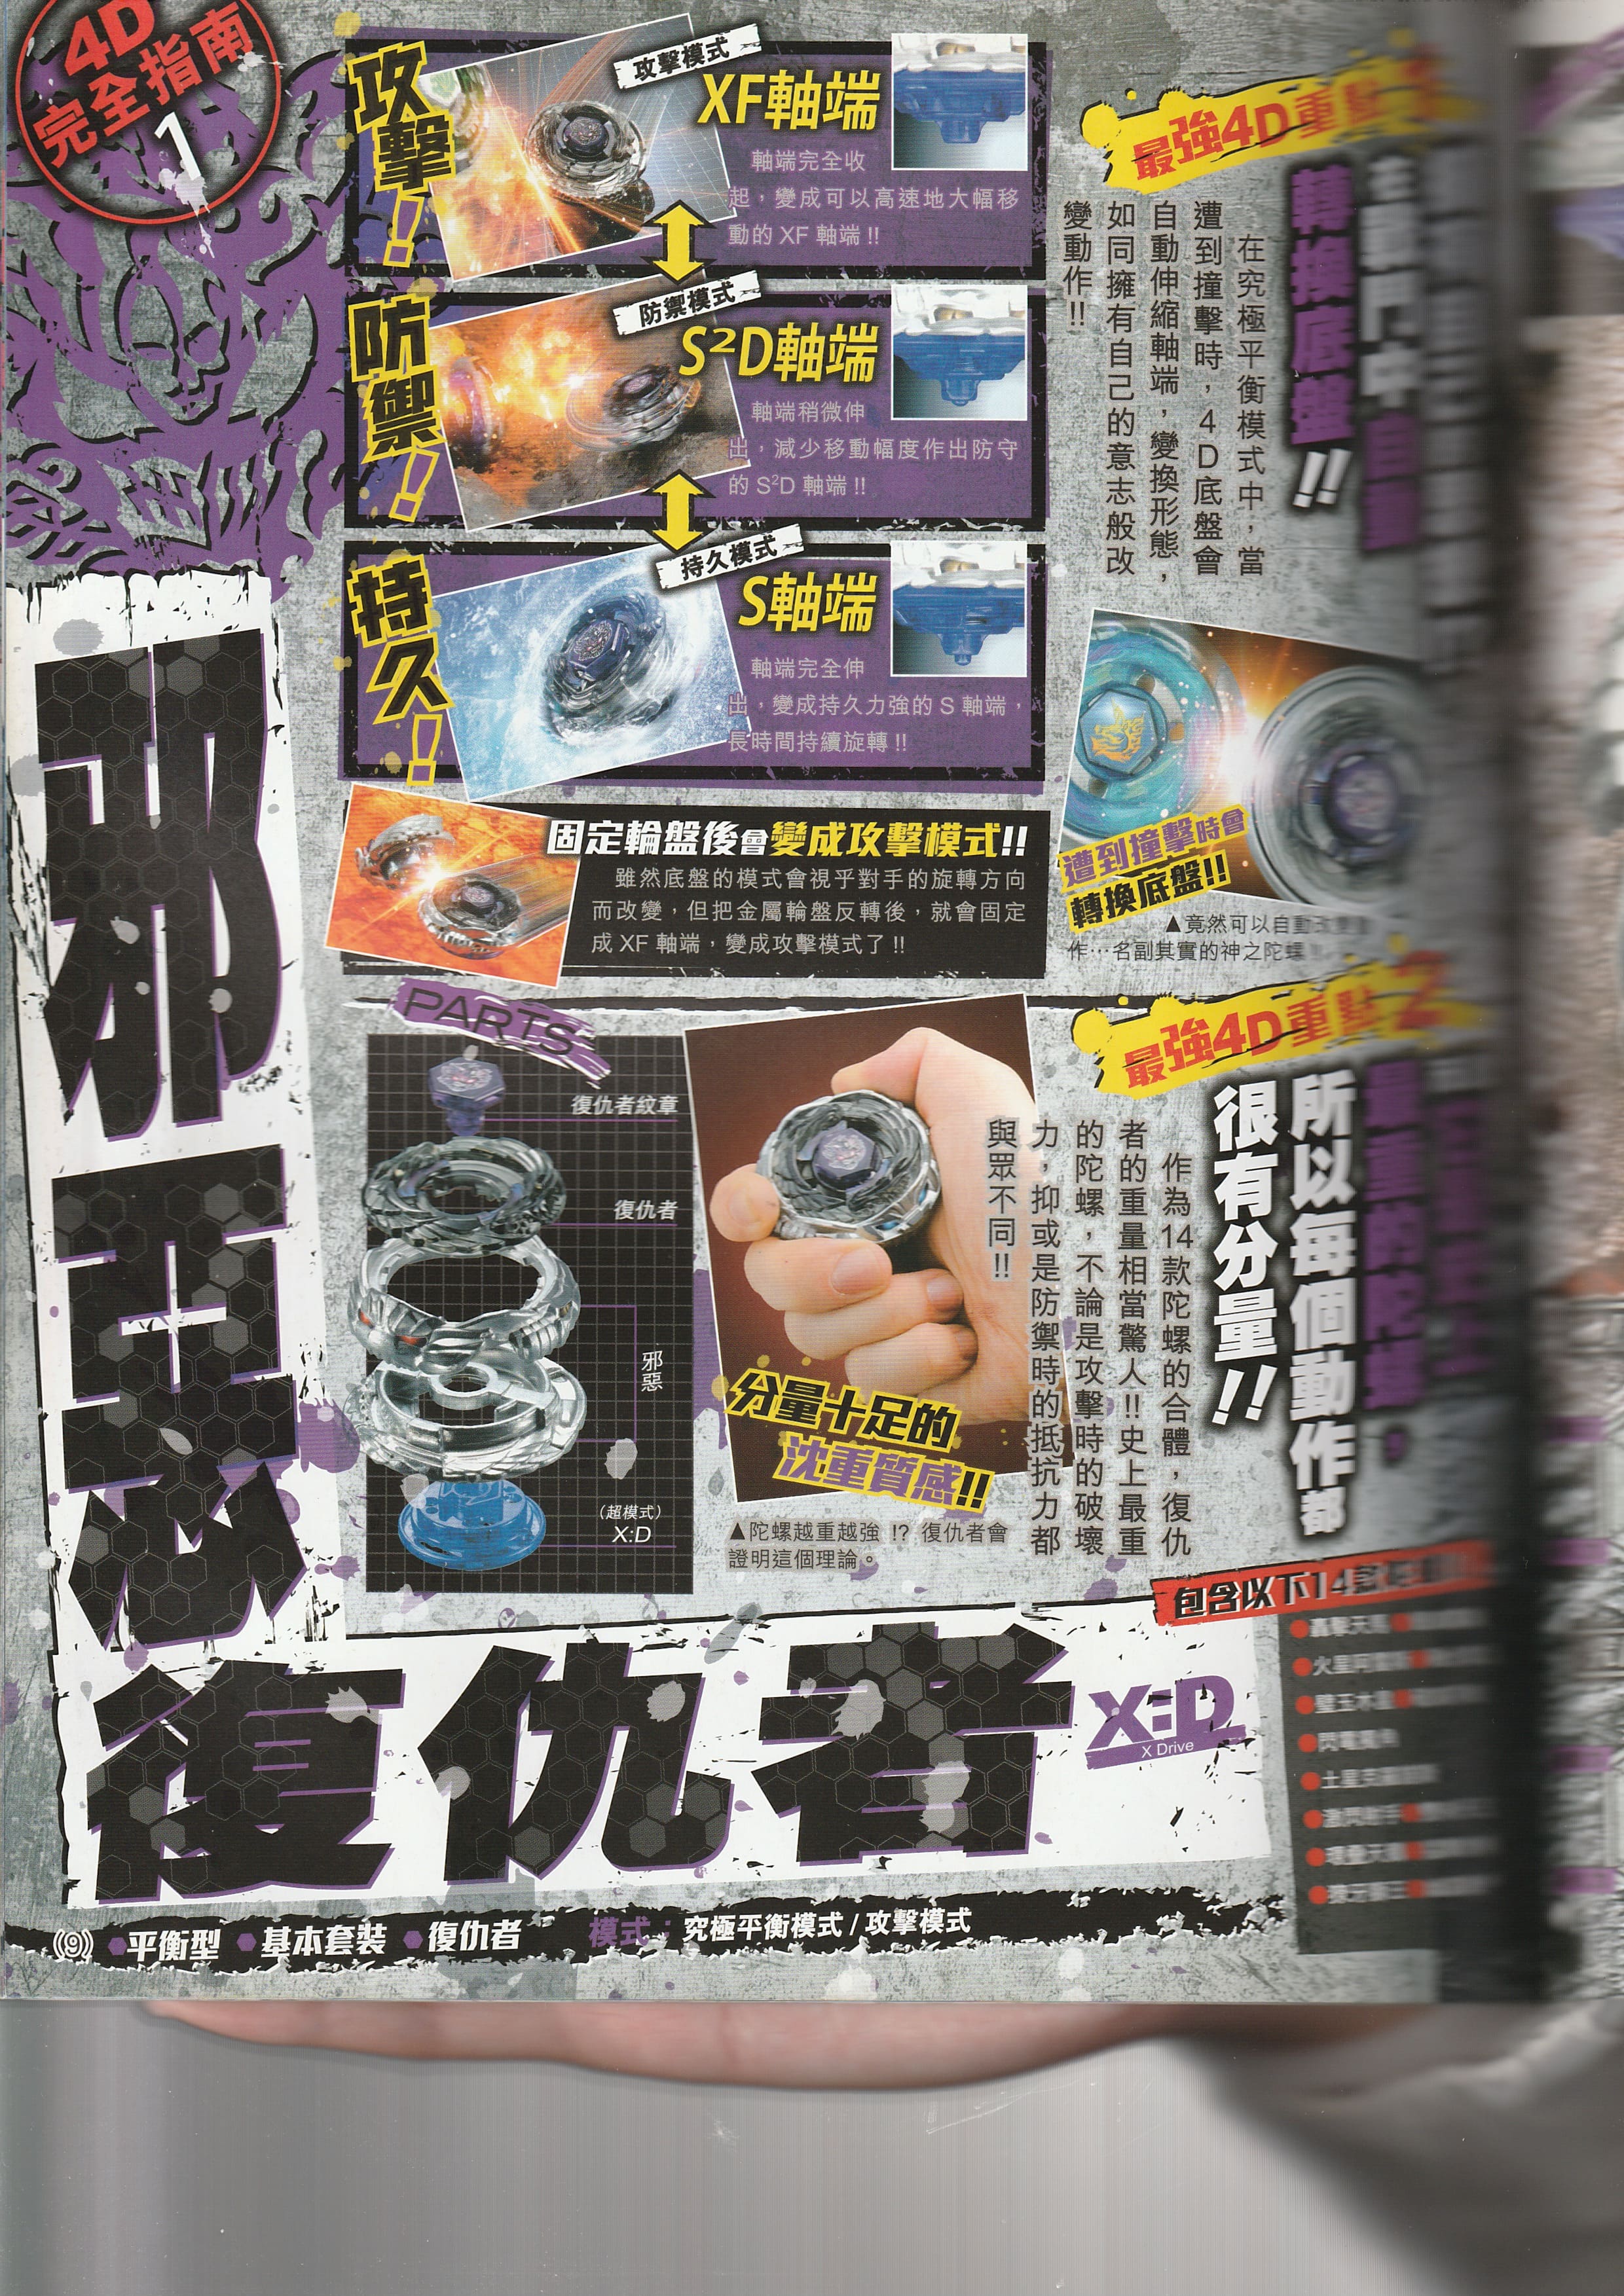 4D
完全指南
1
攻擊!
攻擊模式
XF軸端
軸端完全收
起，變成可以高速地大幅移
動的 XF 軸端 !!
防禦!
防禦模式
S²D軸端
軸端稍微伸
出，減少移動幅度作出防守
的 S²D 軸端 !!
持久!
持久模式
S軸端
軸端完全伸
出，變成持久力強的 S 軸端，
長時間持續旋轉 !!
固定輪盤後會變成攻擊模式!!
雖然底盤的模式會視乎對手的旋轉方向
而改變，但把金屬輪盤反轉後，就會固定
成 XF 軸端，變成攻擊模式了 !!
最強4D重點
在戰鬥中自動
轉換底盤!!
在究極平衡模式中，當
遭到撞擊時，4D底盤會
自動伸縮軸端，變換形態，
如同擁有自己的意志般改
變動作!!
遭到撞擊時會
轉換底盤!!
▲竟然可以自動改變動
作…名副其實的神之陀螺
最強4D重點2
最重的陀螺，
所以每個動作都
很有分量!!
作為14款陀螺的合體，復仇
者的重量相當驚人!!史上最重
的陀螺，不論是攻擊時的破壞
力，抑或是防禦時的抵抗力都
與眾不同!!
分量十足的
沈重質感!!
▲陀螺越重越強 !? 復仇者會
證明這個理論。
PARTS
復仇者紋章
復仇者
邪惡
(超模式)
X:D
包含以下14款
邪惡
復仇者
X:D
X Drive
(9)
平衡型
基本套裝
復仇者
模式：究極平衡模式 / 攻擊模式